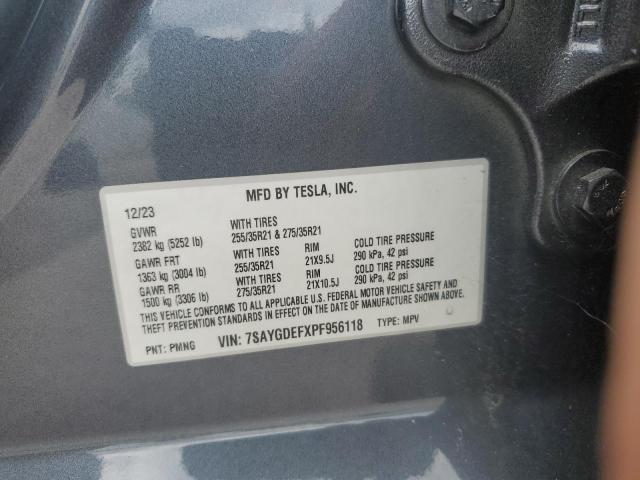 MFD BY TESLA, INC.
12/23
GVWR WITH TIRES
2382 kg (5252 lb) 255/35R21 & 275/35R21
GAWR FRT WITH TIRES RIM COLD TIRE PRESSURE
1363 kg (3004 lb) 255/35R21 21X9.5J 290 kPa, 42 psi
GAWR RR WITH TIRES RIM COLD TIRE PRESSURE
1500 kg (3306 lb) 275/35R21 21X10.5J 290 kPa, 42 psi
THIS VEHICLE CONFORMS TO ALL APPLICABLE U.S. FEDERAL MOTOR VEHICLE SAFETY AND
THEFT PREVENTION STANDARDS IN EFFECT ON THE DATE OF MANUFACTURE SHOWN ABOVE.
PNT: PMNG VIN: 7SAYGDEFXPF956118 TYPE: MPV